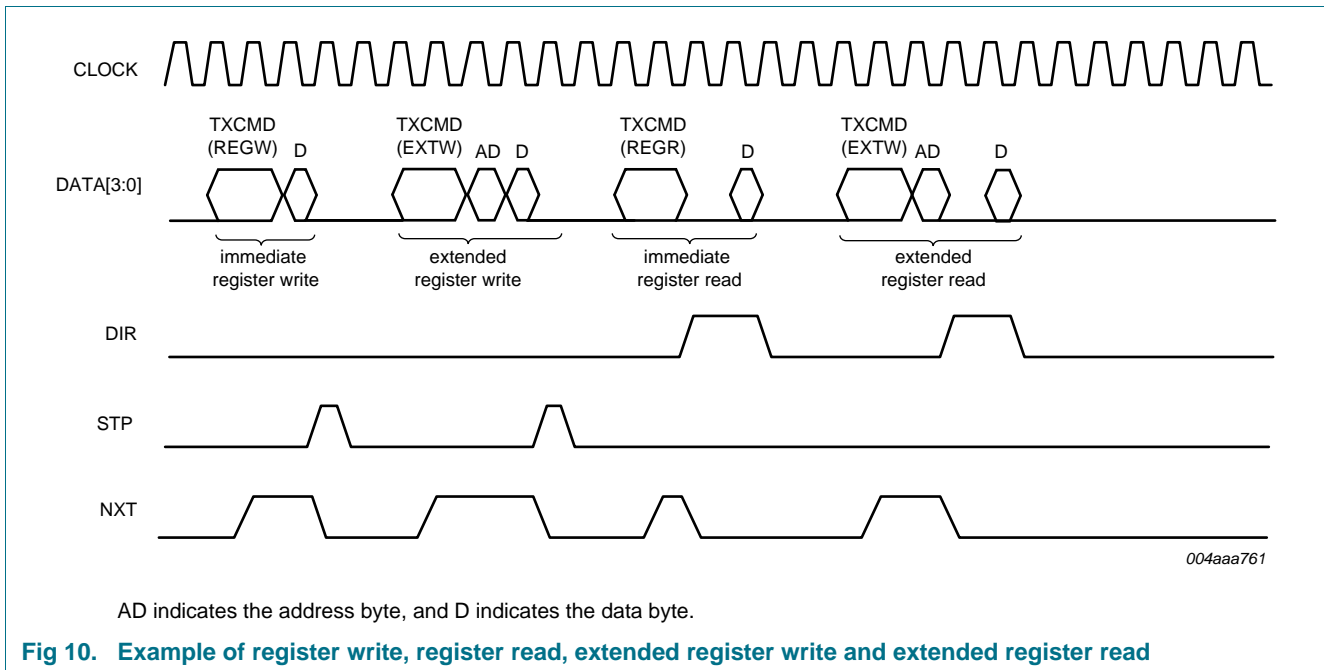 CLOCK
TXCMD
(REGW) D
TXCMD
(EXTW) AD D
TXCMD
(REGR) D
TXCMD
(EXTW) AD D
DATA[3:0]
immediate
register write
extended
register write
immediate
register read
extended
register read
DIR
STP
NXT
004aaa761
AD indicates the address byte, and D indicates the data byte.
Fig 10. Example of register write, register read, extended register write and extended register read